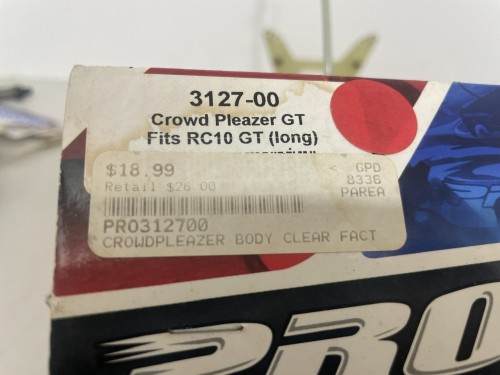 3127-00
Crowd Pleazer GT
Fits RC10 GT (long)
$18.99
Retail $26.00
GPD
8336
PAREA
PRO312700
CROWDPLEAZER BODY CLEAR FACT
PRO